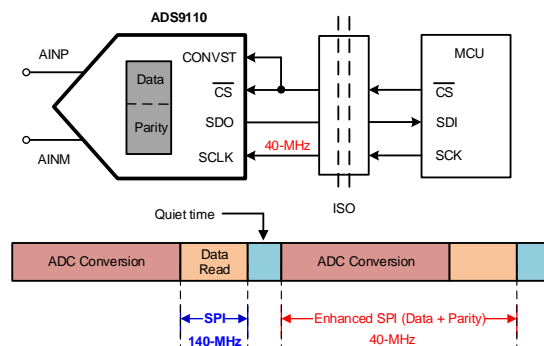 ADS9110
AINP
AINM
Data
Parity
CONVST
CS
SDO
SCLK
40-MHz
ISO
MCU
CS
SDI
SCK
Quiet time
ADC Conversion
Data
Read
ADC Conversion
SPI
140-MHz
Enhanced SPI (Data + Parity)
40-MHz